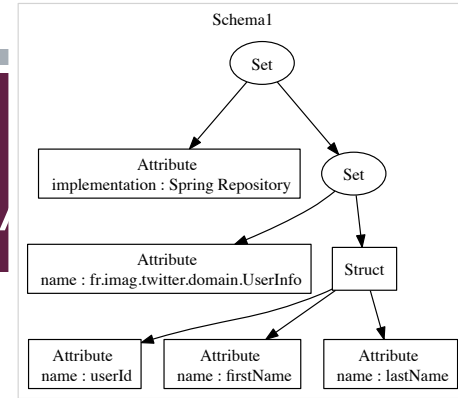 Schema1
Set
Attribute
implementation : Spring Repository
Set
Attribute
name : fr.imag.twitter.domain.UserInfo
Struct
Attribute
name : userId
Attribute
name : firstName
Attribute
name : lastName